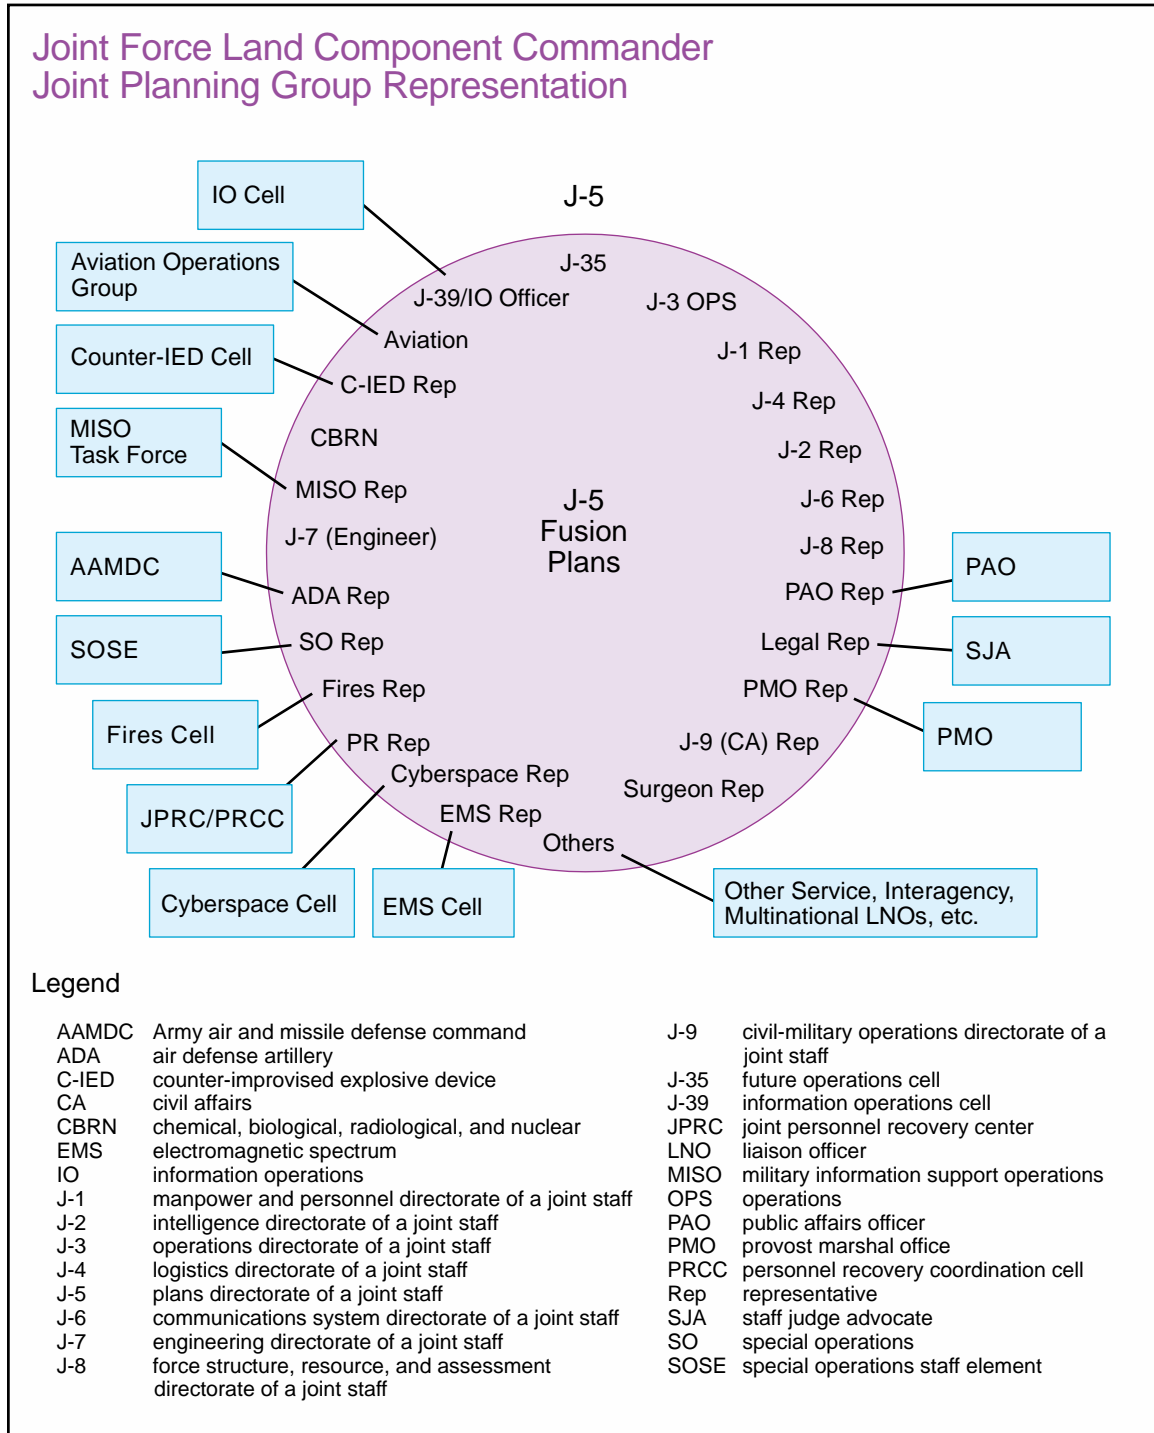 Joint Force Land Component Commander
Joint Planning Group Representation
IO Cell
J-5
Aviation Operations
Group
J-35
J-39/IO Officer
J-3 OPS
Aviation
Counter-IED Cell
J-1 Rep
C-IED Rep
J-4 Rep
MISO
Task Force
CBRN
J-2 Rep
MISO Rep
J-5
Fusion
Plans
J-6 Rep
J-7 (Engineer)
J-8 Rep
AAMDC
ADA Rep
PAO Rep
PAO
SOSE
SO Rep
Legal Rep
SJA
Fires Rep
PMO Rep
Fires Cell
PMO
PR Rep
J-9 (CA) Rep
Cyberspace Rep
Surgeon Rep
JPRC/PRCC
EMS Rep
Others
Cyberspace Cell
EMS Cell
Other Service, Interagency,
Multinational LNOs, etc.
Legend
AAMDC Army air and missile defense command
ADA air defense artillery
C-IED counter-improvised explosive device
CA civil affairs
CBRN chemical, biological, radiological, and nuclear
EMS electromagnetic spectrum
IO information operations
J-1 manpower and personnel directorate of a joint staff
J-2 intelligence directorate of a joint staff
J-3 operations directorate of a joint staff
J-4 logistics directorate of a joint staff
J-5 plans directorate of a joint staff
J-6 communications system directorate of a joint staff
J-7 engineering directorate of a joint staff
J-8 force structure, resource, and assessment
directorate of a joint staff
J-9 civil-military operations directorate of a
joint staff
J-35 future operations cell
J-39 information operations cell
JPRC joint personnel recovery center
LNO liaison officer
MISO military information support operations
OPS operations
PAO public affairs officer
PMO provost marshal office
PRCC personnel recovery coordination cell
Rep representative
SJA staff judge advocate
SO special operations
SOSE special operations staff element